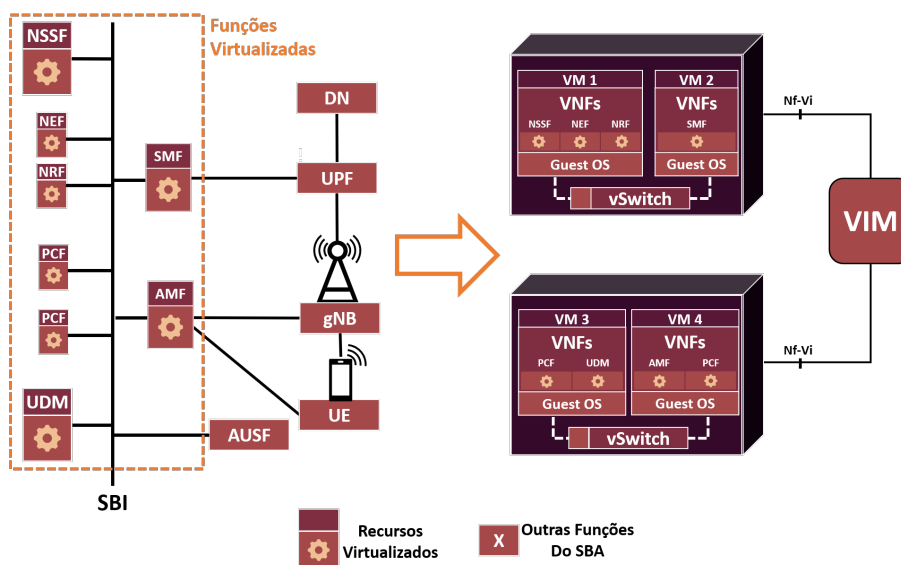 Funções
Virtualizadas
NSSF
NEF
NRF
SMF
PCF
AMF
PCF
UDM
AUSF
SBI
DN
UPF
gNB
UE
VM 1
VNFs
NSSF NEF NRF
Guest OS
VM 2
VNFs
SMF
Guest OS
vSwitch
Nf-Vi
VIM
VM 3
VNFs
PCF UDM
Guest OS
VM 4
VNFs
AMF PCF
Guest OS
vSwitch
Nf-Vi
Recursos
Virtualizados
X
Outras Funções
Do SBA